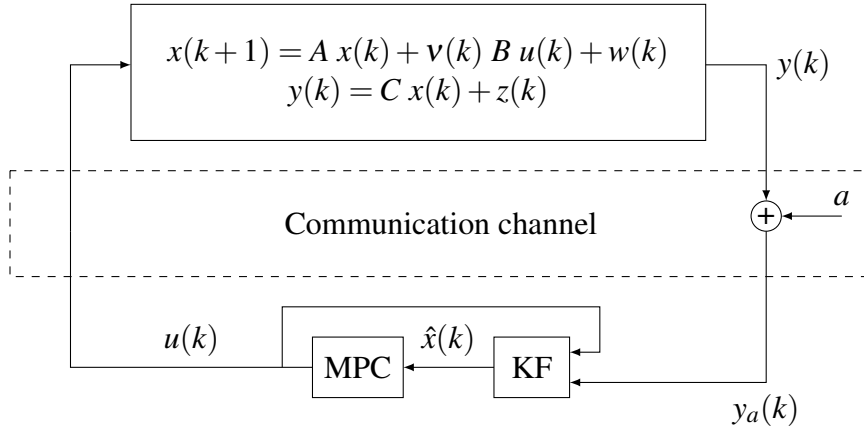 x(k+1) = A x(k) + ν(k) B u(k) + w(k)
y(k) = C x(k) + z(k)
y(k)
a
+
Communication channel
u(k)
x̂(k)
MPC
KF
y_a(k)